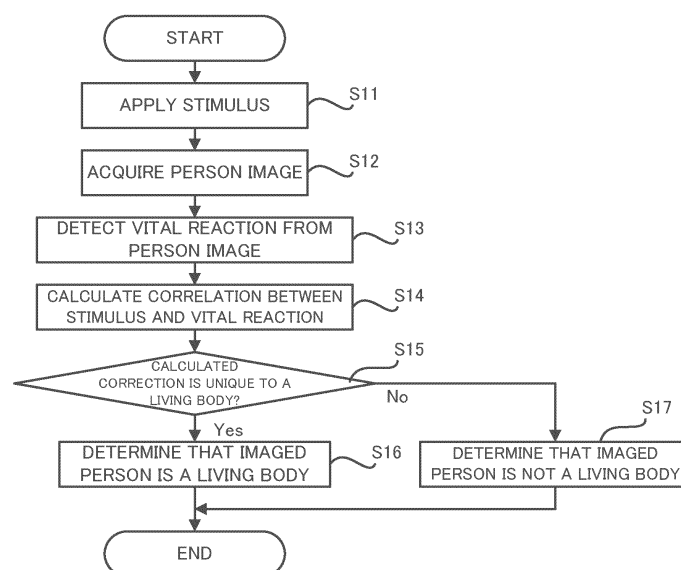 START
APPLY STIMULUS
S11
ACQUIRE PERSON IMAGE
S12
DETECT VITAL REACTION FROM
PERSON IMAGE
S13
CALCULATE CORRELATION BETWEEN
STIMULUS AND VITAL REACTION
S14
CALCULATED
CORRECTION IS UNIQUE TO A
LIVING BODY?
S15
No
Yes
DETERMINE THAT IMAGED
PERSON IS A LIVING BODY
S16
DETERMINE THAT IMAGED
PERSON IS NOT A LIVING BODY
S17
END